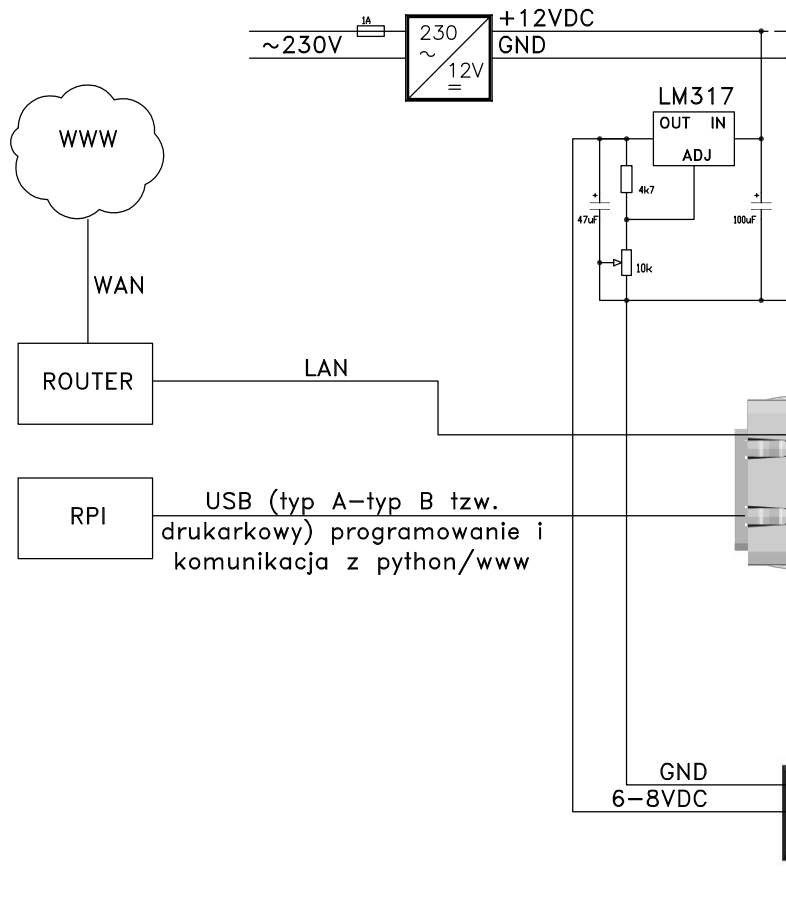 1A
+12VDC
~230V
230
~
12V
=
GND
LM317
OUT IN
ADJ
WWW
4k7
+
47uF
+
100uF
10k
WAN
ROUTER
LAN
RPI
USB (typ A-typ B tzw.
drukarkowy) programowanie i
komunikacja z python/www
GND
6-8VDC